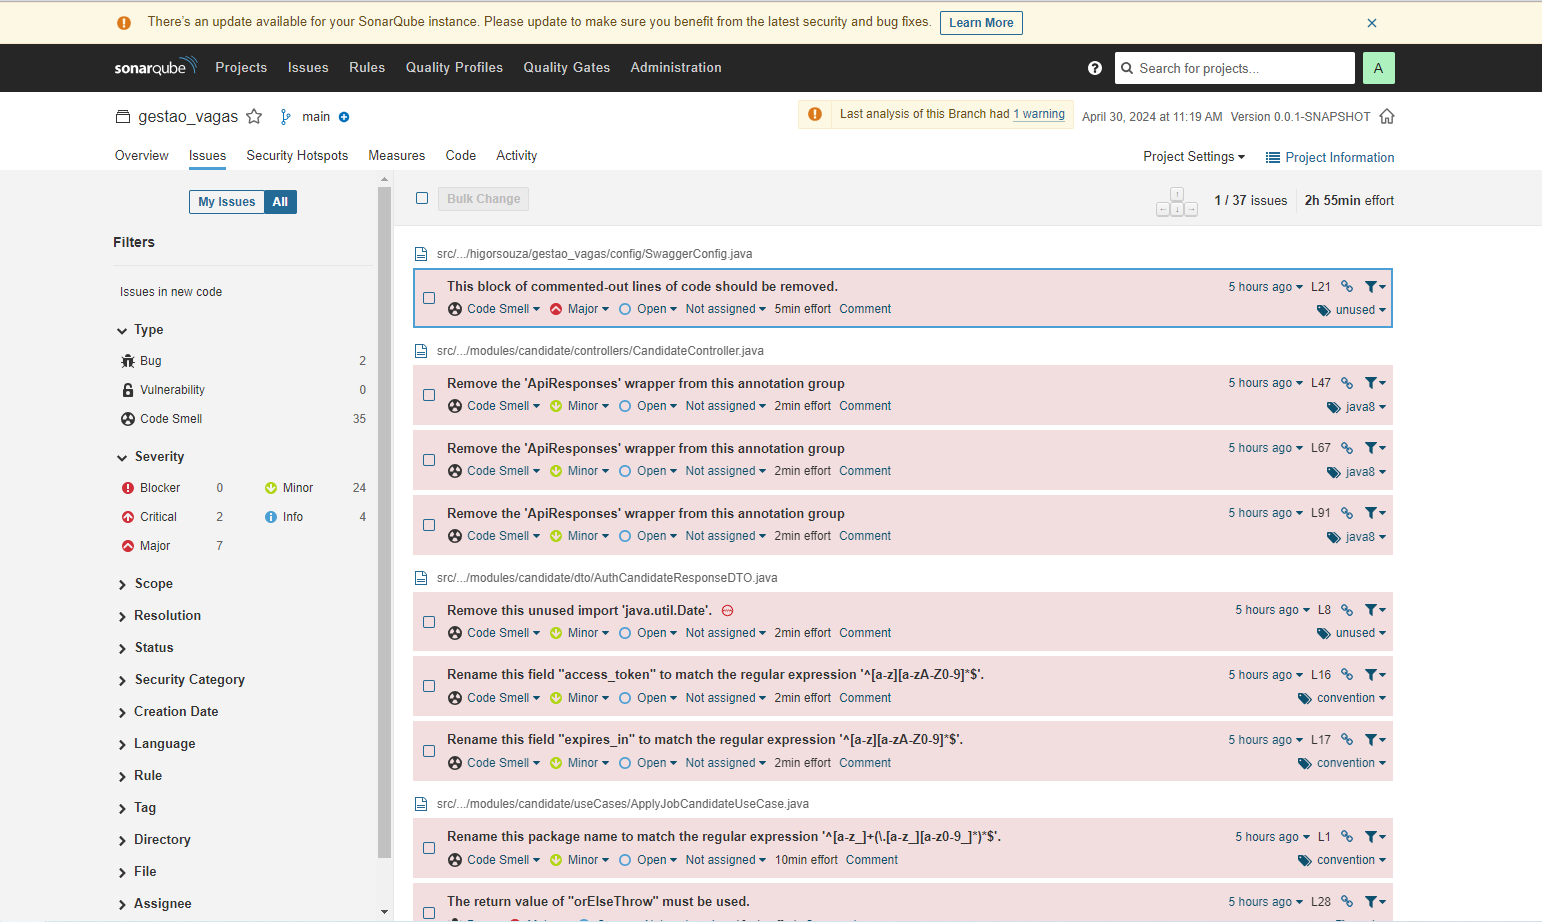 There's an update available for your SonarQube instance. Please update to make sure you benefit from the latest security and bug fixes. Learn More
sonarqube Projects Issues Rules Quality Profiles Quality Gates Administration Search for projects... A
gestao_vagas main Last analysis of this Branch had 1 warning April 30, 2024 at 11:19 AM Version 0.0.1-SNAPSHOT
Overview Issues Security Hotspots Measures Code Activity Project Settings Project Information
My Issues All
Filters
Issues in new code
Type
Bug 2
Vulnerability 0
Code Smell 35
Severity
Blocker 0 Minor 24
Critical 2 Info 4
Major 7
Scope
Resolution
Status
Security Category
Creation Date
Language
Rule
Tag
Directory
File
Assignee
Bulk Change 1 / 37 issues 2h 55min effort
src/.../higorsouza/gestao_vagas/config/SwaggerConfig.java
This block of commented-out lines of code should be removed. 5 hours ago L21
Code Smell Major Open Not assigned 5min effort Comment unused
src/.../modules/candidate/controllers/CandidateController.java
Remove the 'ApiResponses' wrapper from this annotation group 5 hours ago L47
Code Smell Minor Open Not assigned 2min effort Comment java8
Remove the 'ApiResponses' wrapper from this annotation group 5 hours ago L67
Code Smell Minor Open Not assigned 2min effort Comment java8
Remove the 'ApiResponses' wrapper from this annotation group 5 hours ago L91
Code Smell Minor Open Not assigned 2min effort Comment java8
src/.../modules/candidate/dto/AuthCandidateResponseDTO.java
Remove this unused import 'java.util.Date'. 5 hours ago L8
Code Smell Minor Open Not assigned 2min effort Comment unused
Rename this field "access_token" to match the regular expression '^[a-z][a-zA-Z0-9]*$'. 5 hours ago L16
Code Smell Minor Open Not assigned 2min effort Comment convention
Rename this field "expires_in" to match the regular expression '^[a-z][a-zA-Z0-9]*$'. 5 hours ago L17
Code Smell Minor Open Not assigned 2min effort Comment convention
src/.../modules/candidate/useCases/ApplyJobCandidateUseCase.java
Rename this package name to match the regular expression '^[a-z_]+(\.[a-z_][a-z0-9_]*)*$'. 5 hours ago L1
Code Smell Minor Open Not assigned 10min effort Comment convention
The return value of "orElseThrow" must be used. 5 hours ago L28